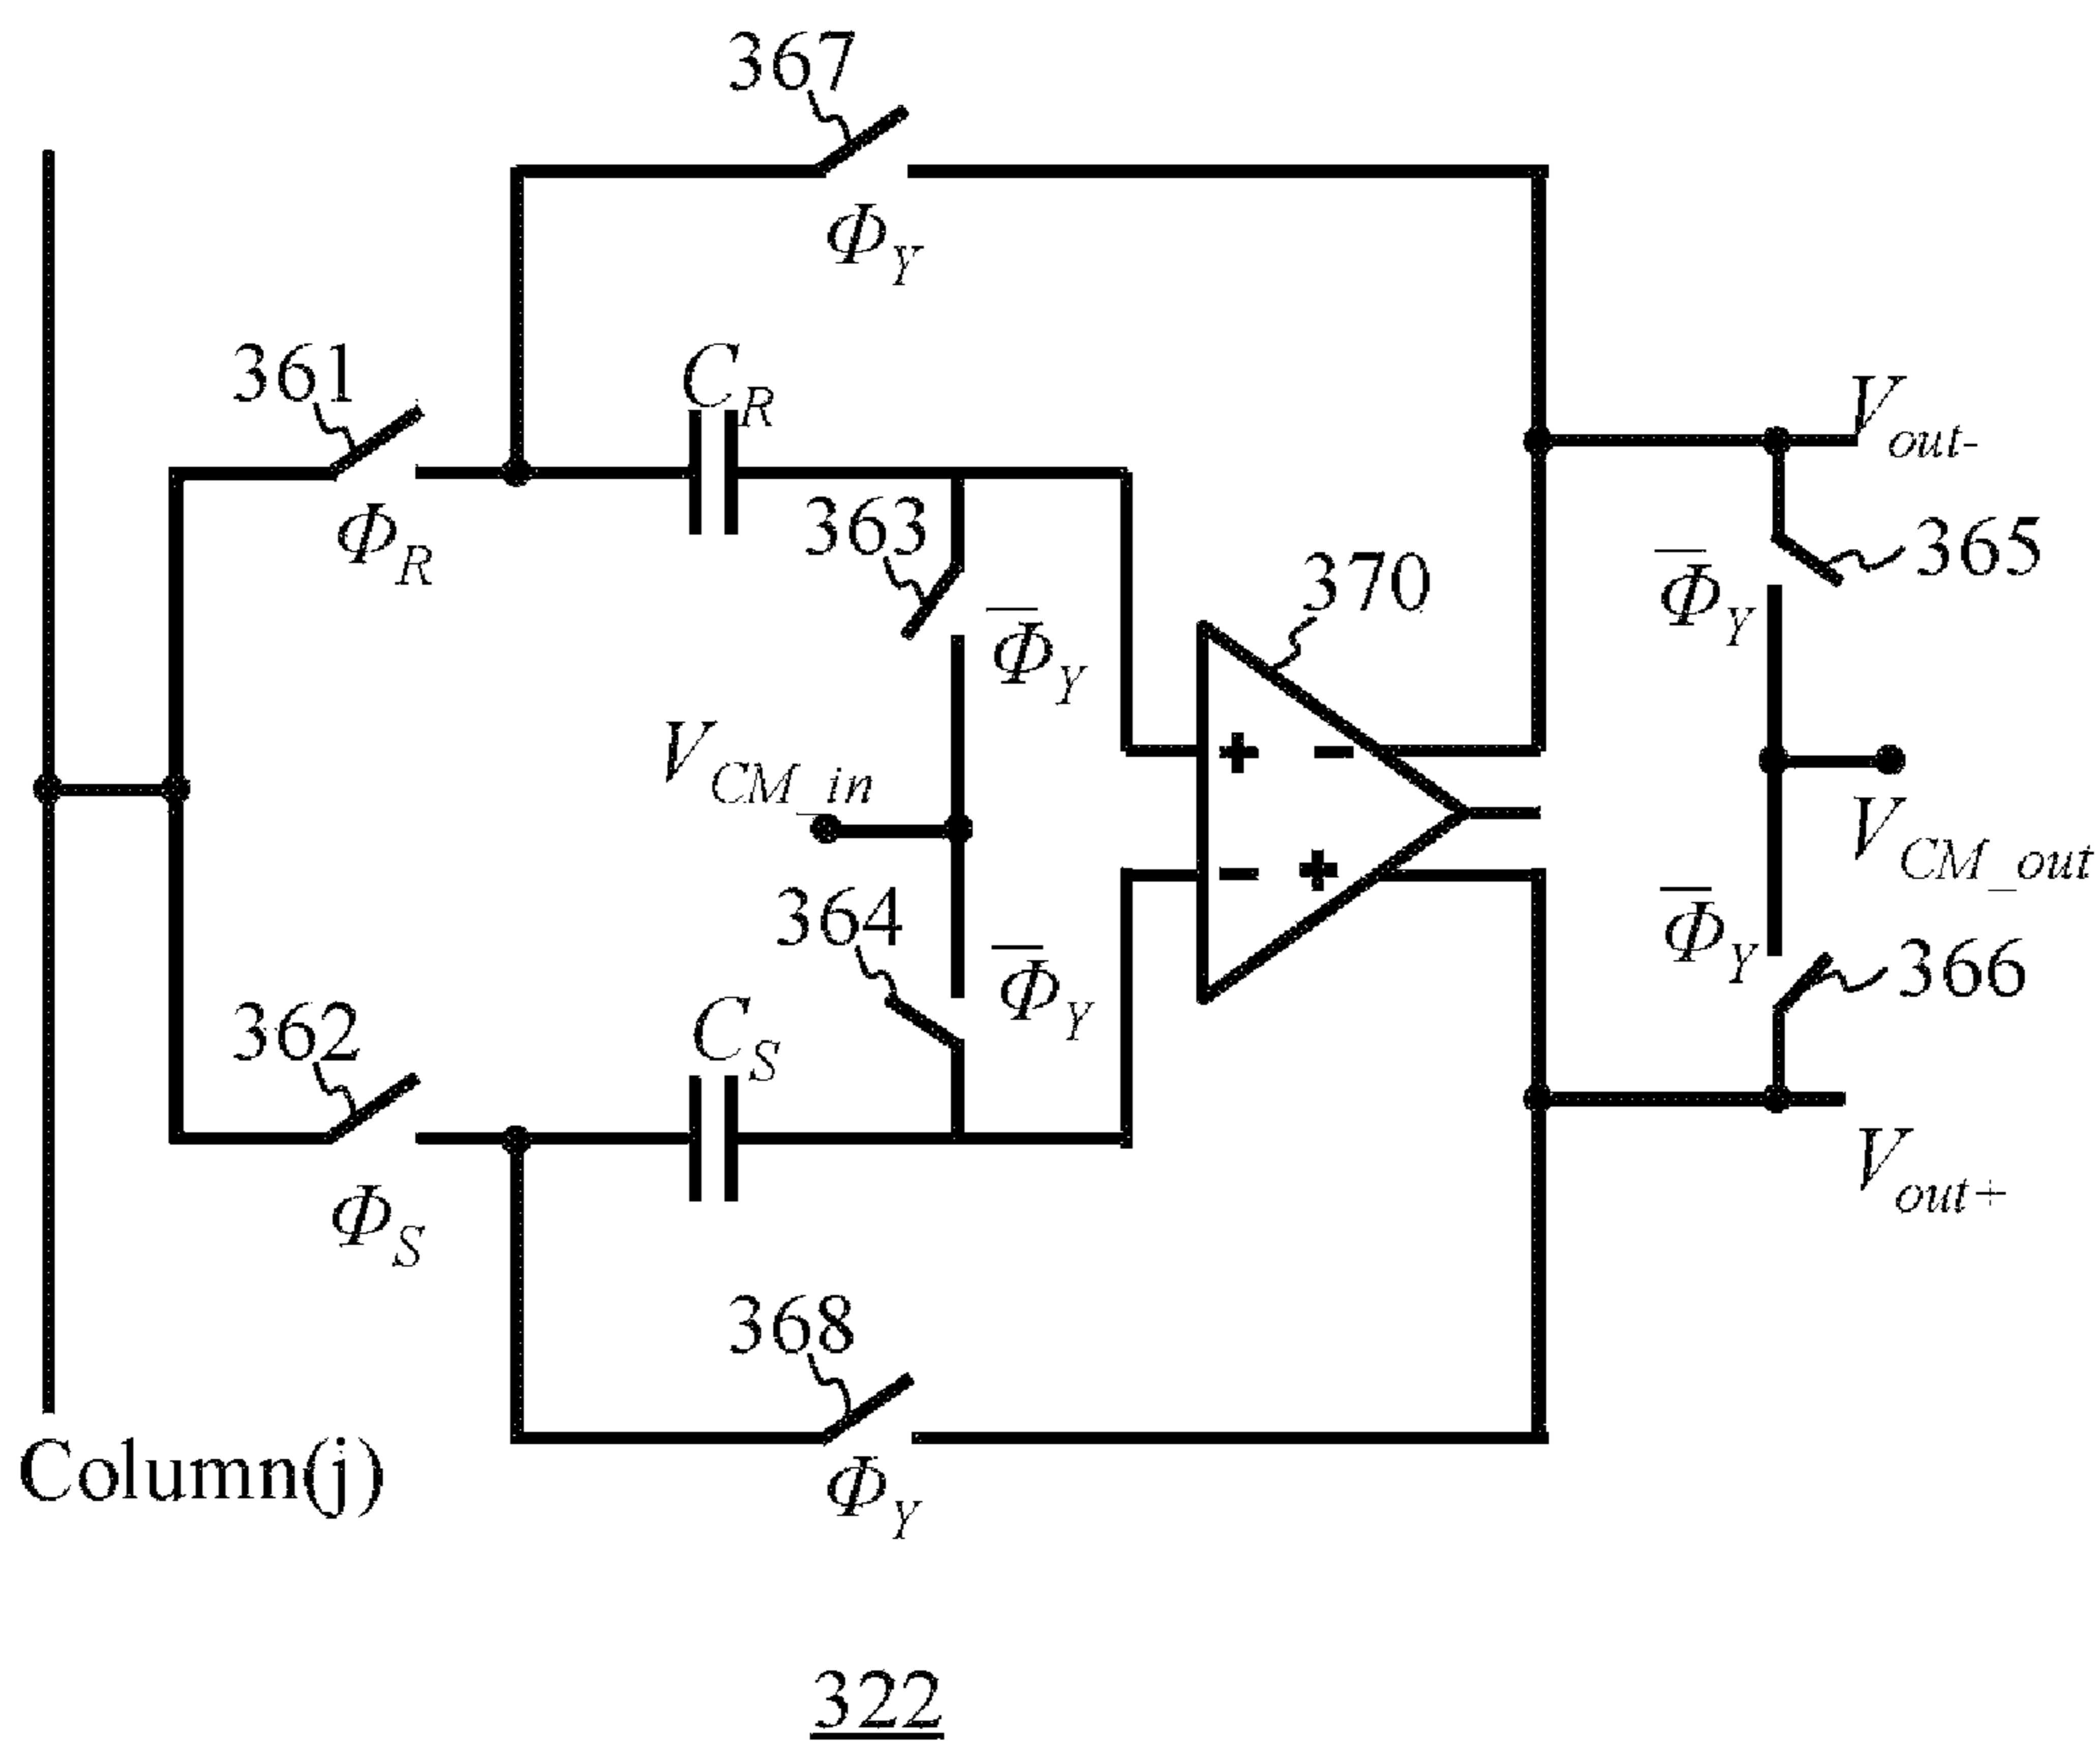 367
Φ_Y
361
C_R
Φ_R
363
Φ̅_Y
370
V_out-
365
Φ̅_Y
V_CM_in
V_CM_out
364
Φ̅_Y
Φ̅_Y
366
362
C_S
Φ_S
V_out+
368
Φ_Y
Column(j)
+ -
- +
322